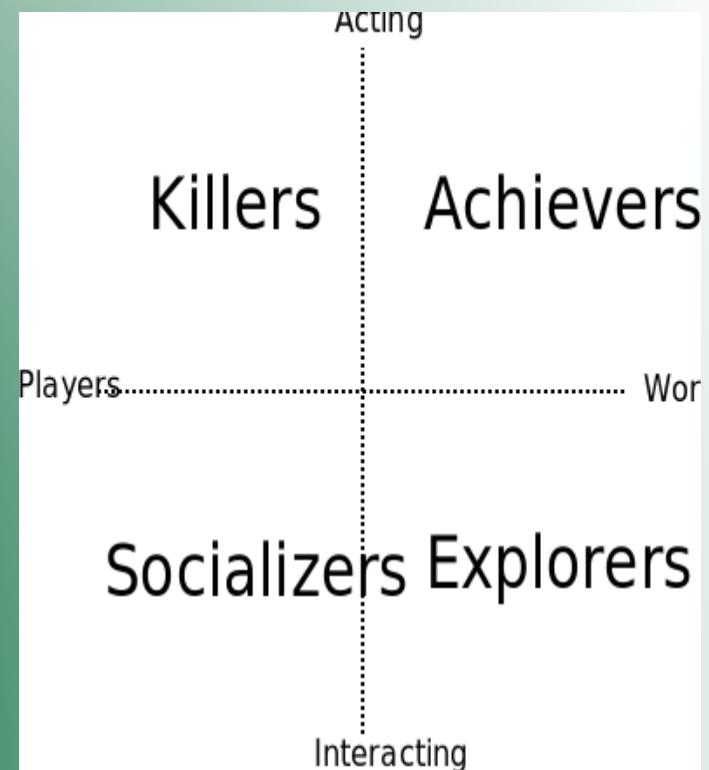 Acting
Killers Achievers
Players Wor
Socializers Explorers
Interacting